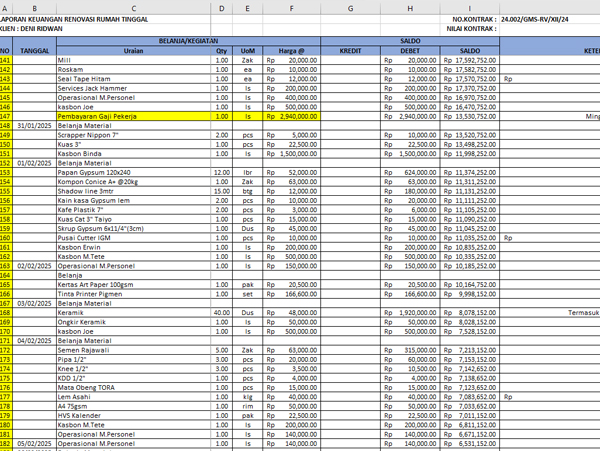 A B C D E F G H I
LAPORAN KEUANGAN RENOVASI RUMAH TINGGAL NO.KONTRAK : 24.002/GMS-RV/XII/24
KLIEN : DENI RIDWAN NILAI KONTRAK :
NO TANGGAL BELANJA/KEGIATAN SALDO KETE
Uraian Qty UoM Harga @ KREDIT DEBET SALDO
141 Mill 1.00 Zak Rp 20,000.00 Rp 20,000.00 Rp 17,592,752.00
142 Roskam 1.00 ea Rp 10,000.00 Rp 10,000.00 Rp 17,582,752.00
143 Seal Tape Hitam 1.00 ea Rp 12,000.00 Rp 12,000.00 Rp 17,570,752.00 Rp
144 Services Jack Hammer 1.00 ls Rp 200,000.00 Rp 200,000.00 Rp 17,370,752.00
145 Operasional M.Personel 1.00 ls Rp 400,000.00 Rp 400,000.00 Rp 16,970,752.00
146 kasbon Joe 1.00 ls Rp 500,000.00 Rp 500,000.00 Rp 16,470,752.00
147 Pembayaran Gaji Pekerja 1.00 ls Rp 2,940,000.00 Rp 2,940,000.00 Rp 13,530,752.00 Ming
148 31/01/2025 Belanja Material
149 Scrapper Nippon 7" 2.00 pcs Rp 5,000.00 Rp 10,000.00 Rp 13,520,752.00
150 Kuas 3" 1.00 pcs Rp 22,500.00 Rp 22,500.00 Rp 13,498,252.00
151 Kasbon Binda 1.00 ls Rp 1,500,000.00 Rp 1,500,000.00 Rp 11,998,252.00
152 01/02/2025 Belanja Material
153 Papan Gypsum 120x240 12.00 lbr Rp 52,000.00 Rp 624,000.00 Rp 11,374,252.00
154 Kompon Conice A+ @20kg 1.00 Zak Rp 63,000.00 Rp 63,000.00 Rp 11,311,252.00
155 Shadow line 3mtr 15.00 btg Rp 12,000.00 Rp 180,000.00 Rp 11,131,252.00
156 Kain kasa Gypsum lem 2.00 pcs Rp 10,000.00 Rp 20,000.00 Rp 11,111,252.00
157 Kafe Plastik 7" 2.00 pcs Rp 3,000.00 Rp 6,000.00 Rp 11,105,252.00
158 Kuas Cat 3" Taiyo 1.00 pcs Rp 15,000.00 Rp 15,000.00 Rp 11,090,252.00
159 Skrup Gypsum 6x11/4"(3cm) 1.00 Dus Rp 45,000.00 Rp 45,000.00 Rp 11,045,252.00
160 Pusai Cutter IGM 1.00 pcs Rp 10,000.00 Rp 10,000.00 Rp 11,035,252.00 Rp
161 Kasbon Erwin 1.00 ls Rp 200,000.00 Rp 200,000.00 Rp 10,835,252.00
162 Kasbon M.Tete 1.00 ls Rp 500,000.00 Rp 500,000.00 Rp 10,335,252.00
163 02/02/2025 Operasional M.Personel 1.00 ls Rp 150,000.00 Rp 150,000.00 Rp 10,185,252.00
164 Belanja
165 Kertas Art Paper 100gsm 1.00 pak Rp 20,500.00 Rp 20,500.00 Rp 10,164,752.00
166 Tinta Printer Pigmen 1.00 set Rp 166,600.00 Rp 166,600.00 Rp 9,998,152.00
167 03/02/2025 Belanja Material
168 Keramik 40.00 Dus Rp 48,000.00 Rp 1,920,000.00 Rp 8,078,152.00 Termasuk
169 Ongkir Keramik 1.00 ls Rp 50,000.00 Rp 50,000.00 Rp 8,028,152.00
170 kasbon Joe 1.00 ls Rp 500,000.00 Rp 500,000.00 Rp 7,528,152.00
171 04/02/2025 Belanja Material
172 Semen Rajawali 5.00 Zak Rp 63,000.00 Rp 315,000.00 Rp 7,213,152.00
173 Pipa 1/2" 3.00 pcs Rp 20,000.00 Rp 60,000.00 Rp 7,153,152.00
174 Knee 1/2" 3.00 pcs Rp 3,500.00 Rp 10,500.00 Rp 7,142,652.00
175 KDD 1/2" 1.00 pcs Rp 4,000.00 Rp 4,000.00 Rp 7,138,652.00
176 Mata Obeng TORA 1.00 pcs Rp 15,000.00 Rp 15,000.00 Rp 7,123,652.00
177 Lem Asahi 1.00 klg Rp 40,000.00 Rp 40,000.00 Rp 7,083,652.00 Rp
178 A4 75gsm 1.00 rim Rp 50,000.00 Rp 50,000.00 Rp 7,033,652.00
179 HVS Kalender 1.00 pak Rp 22,500.00 Rp 22,500.00 Rp 7,011,152.00
180 Kasbon M.Tete 1.00 ls Rp 200,000.00 Rp 200,000.00 Rp 6,811,152.00
181 Operasional M.Personel 1.00 ls Rp 140,000.00 Rp 140,000.00 Rp 6,671,152.00
182 05/02/2025 Operasional M.Personel 1.00 ls Rp 140,000.00 Rp 140,000.00 Rp 6,531,152.00